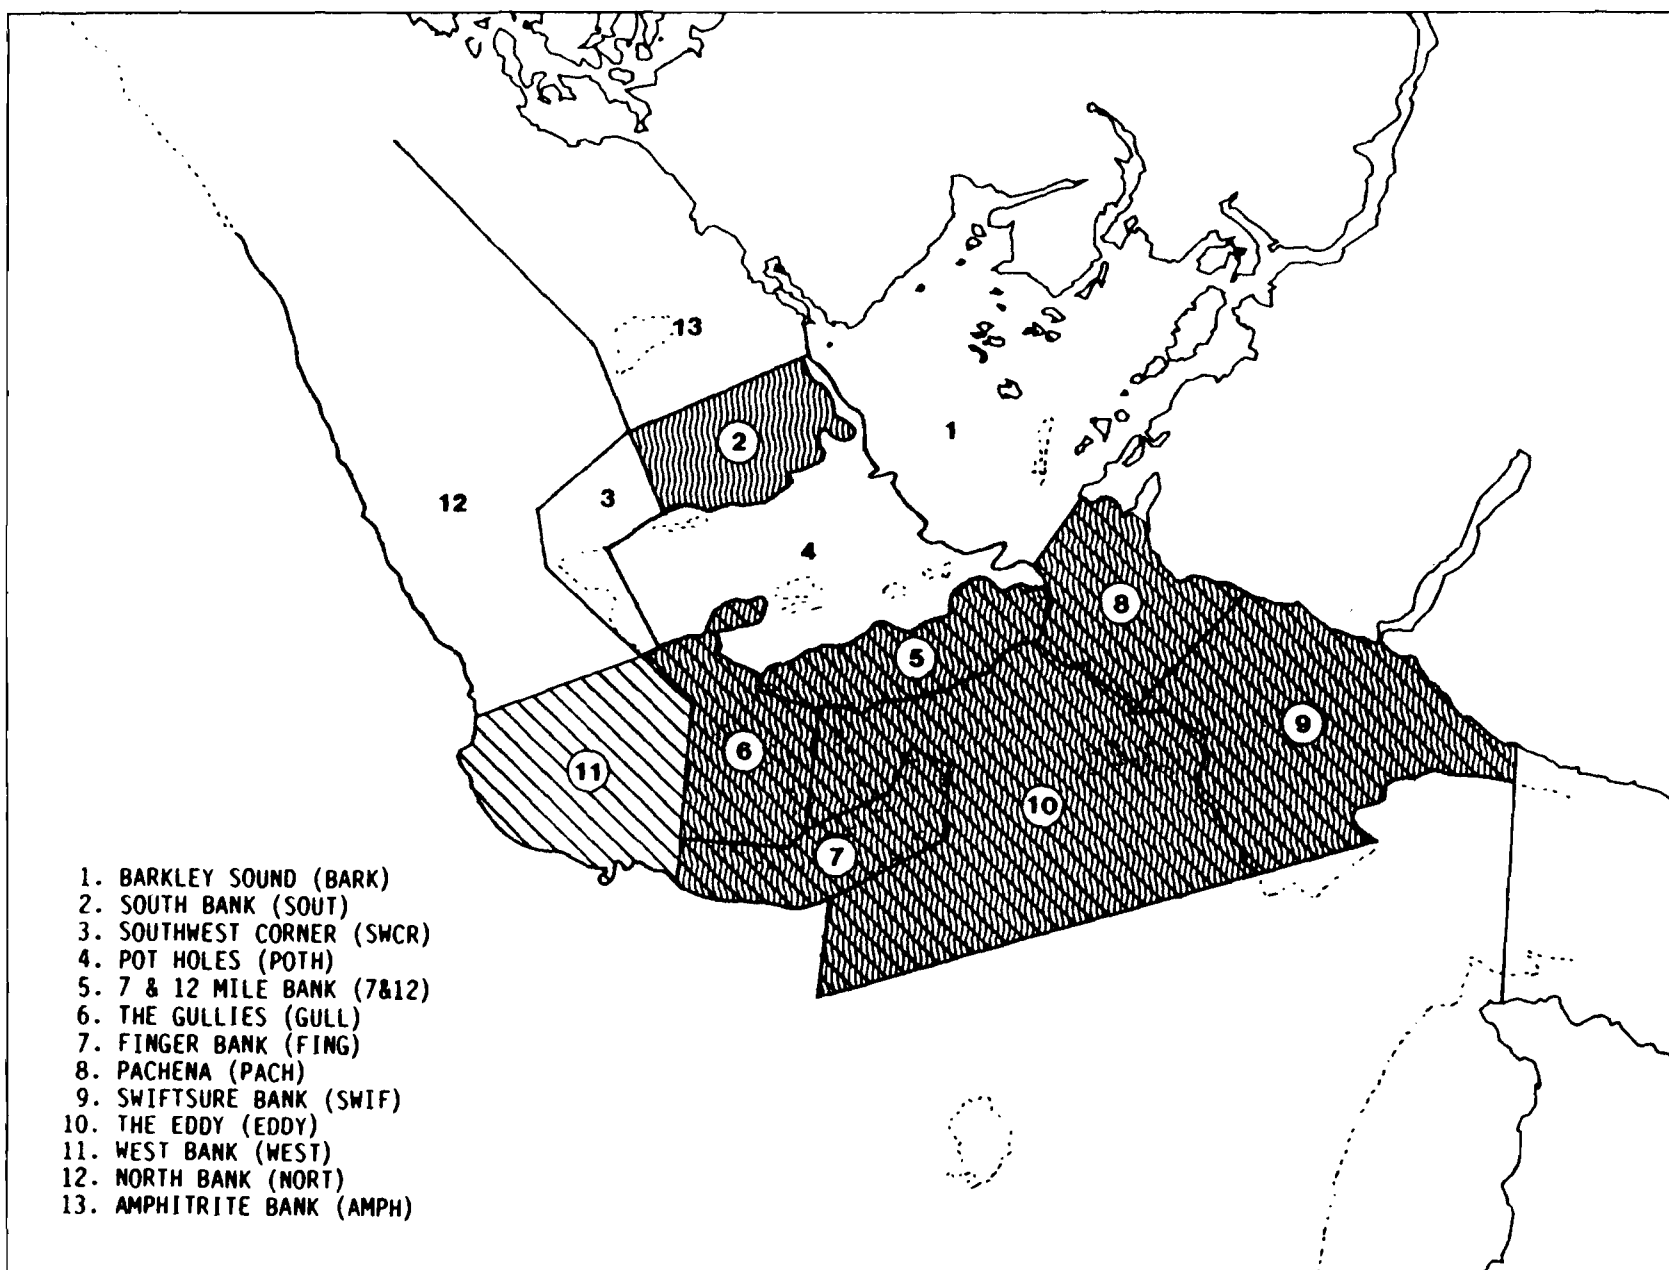 13
1
2
12
3
4
8
5
9
6
11
10
7
1. BARKLEY SOUND (BARK)
2. SOUTH BANK (SOUT)
3. SOUTHWEST CORNER (SWCR)
4. POT HOLES (POTH)
5. 7 & 12 MILE BANK (7&12)
6. THE GULLIES (GULL)
7. FINGER BANK (FING)
8. PACHENA (PACH)
9. SWIFTSURE BANK (SWIF)
10. THE EDDY (EDDY)
11. WEST BANK (WEST)
12. NORTH BANK (NORT)
13. AMPHITRITE BANK (AMPH)